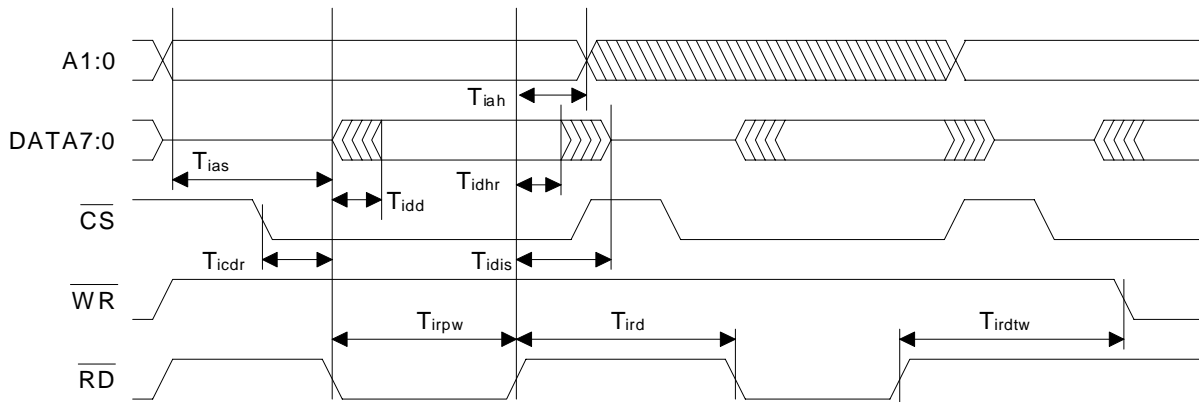 A1:0
Tiah
DATA7:0
Tias
Tidhr
Tidd
CS
Ticdr
Tidis
WR
Tirpw
Tird
Tirdtw
RD